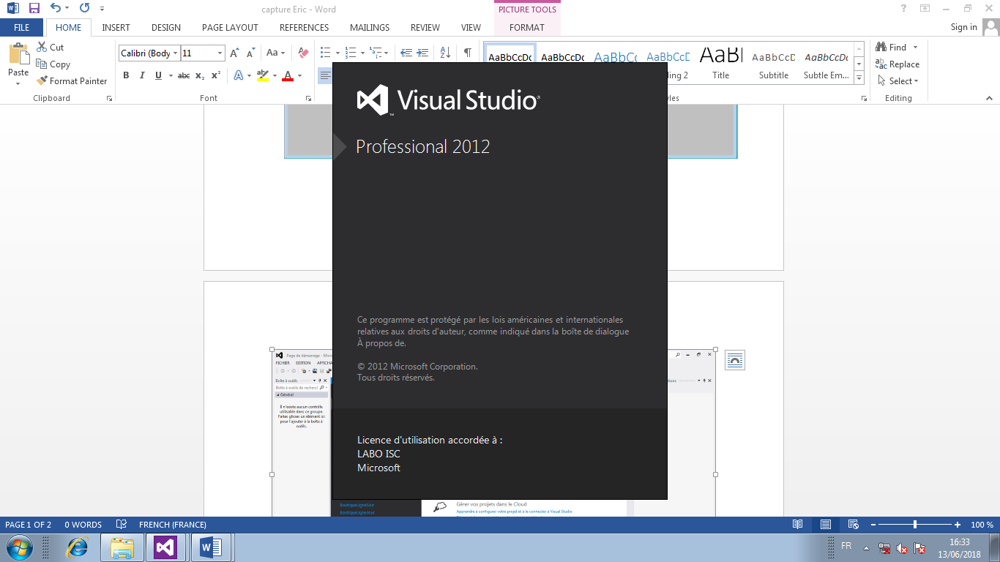 capture Eric - Word
PICTURE TOOLS
FILE HOME INSERT DESIGN PAGE LAYOUT REFERENCES MAILINGS REVIEW VIEW FORMAT Sign in
Paste
Cut
Copy
Format Painter
Clipboard
Calibri (Body 11
Aa
B I U abc x₂ x² A A
Font
AaBbCcDc AaBbCcDc AaBbCc AaBbCcD AaBl AaBbCcD AaBbCcDc
Title Subtitle Subtle Em...
Find
Replace
Select
Editing
Visual Studio
Professional 2012
Ce programme est protégé par les lois américaines et internationales
relatives aux droits d'auteur, comme indiqué dans la boîte de dialogue
À propos de.
© 2012 Microsoft Corporation.
Tous droits réservés.
Licence d'utilisation accordée à :
LABO ISC
Microsoft
Page de démarrage - Micro
FICHIER EDITION AFFICHA
Boîte à outils
Boîte à outils de recherch
Général
Il n'existe aucun contrôle
utilisable dans ce groupe.
Faites glisser un élément ici
pour l'ajouter à la boîte à
outils.
BoutiqueLigneSoir
BoutiqueLigneJour
Gérer vos projets dans le Cloud
Apprendre à configurer votre projet et à le connecter à Visual Studio
PAGE 1 OF 2 0 WORDS FRENCH (FRANCE) 100 %
FR
16:33
13/06/2018